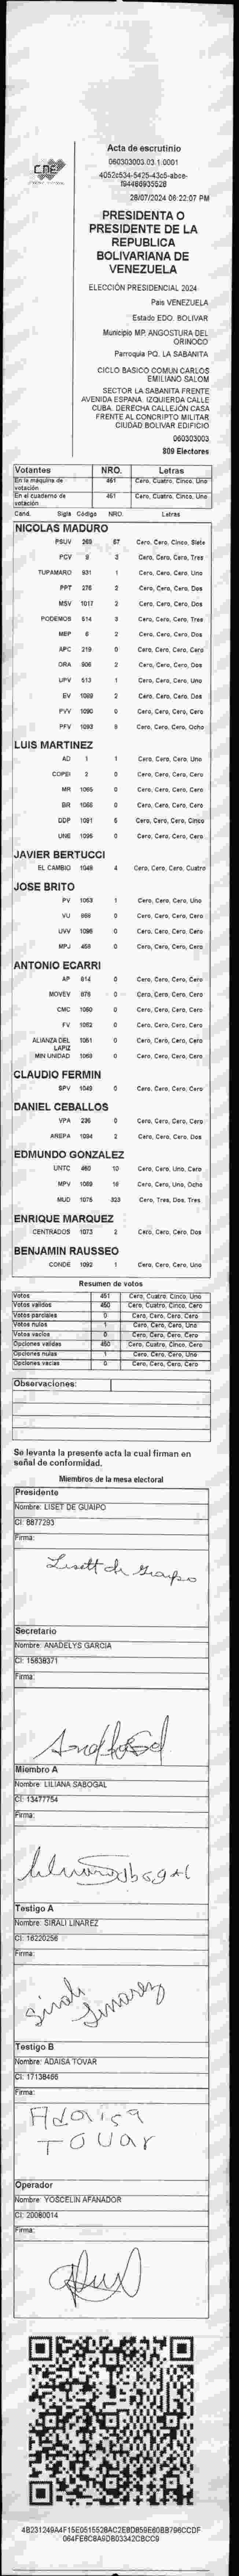 Acta de escrutinio
060303003.03.1.0001
4052c534-5425-43c5-abce-
f94486935528
28/07/2024 06:22:07 PM
PRESIDENTA O
PRESIDENTE DE LA
REPUBLICA
BOLIVARIANA DE
VENEZUELA
ELECCIÓN PRESIDENCIAL 2024
Pais VENEZUELA
Estado EDO. BOLIVAR
Municipio MP. ANGOSTURA DEL
ORINOCO
Parroquia PQ. LA SABANITA
CICLO BASICO COMUN CARLOS
EMILIANO SALOM
SECTOR LA SABANITA FRENTE
AVENIDA ESPANA. IZQUIERDA CALLE
CUBA. DERECHA CALLEJÓN CASA
FRENTE AL CONCRIPTO MILITAR
CIUDAD BOLIVAR EDIFICIO
060303003
809 Electores
Votantes NRO. Letras
En la máquina de votación 451 Cero, Cuatro, Cinco, Uno
En el cuaderno de votación 451 Cero, Cuatro, Cinco, Uno
Cand. Sigla Código NRO. Letras
NICOLAS MADURO
PSUV 269 57 Cero, Cero, Cinco, Siete
PCV 9 3 Cero, Cero, Cero, Tres
TUPAMARO 931 1 Cero, Cero, Cero, Uno
PPT 276 2 Cero, Cero, Cero, Dos
MSV 1017 2 Cero, Cero, Cero, Dos
PODEMOS 514 3 Cero, Cero, Cero, Tres
MEP 6 2 Cero, Cero, Cero, Dos
APC 219 0 Cero, Cero, Cero, Cero
ORA 906 2 Cero, Cero, Cero, Dos
UPV 513 1 Cero, Cero, Cero, Uno
EV 1089 2 Cero, Cero, Cero, Dos
PVV 1090 0 Cero, Cero, Cero, Cero
PFV 1093 8 Cero, Cero, Cero, Ocho
LUIS MARTINEZ
AD 1 1 Cero, Cero, Cero, Uno
COPEI 2 0 Cero, Cero, Cero, Cero
MR 1065 0 Cero, Cero, Cero, Cero
BR 1066 0 Cero, Cero, Cero, Cero
DDP 1091 5 Cero, Cero, Cero, Cinco
UNE 1095 0 Cero, Cero, Cero, Cero
JAVIER BERTUCCI
EL CAMBIO 1048 4 Cero, Cero, Cero, Cuatro
JOSE BRITO
PV 1053 1 Cero, Cero, Cero, Uno
VU 868 0 Cero, Cero, Cero, Cero
UVV 1096 0 Cero, Cero, Cero, Cero
MPJ 458 0 Cero, Cero, Cero, Cero
ANTONIO ECARRI
AP 914 0 Cero, Cero, Cero, Cero
MOVEV 878 0 Cero, Cero, Cero, Cero
CMC 1050 0 Cero, Cero, Cero, Cero
FV 1052 0 Cero, Cero, Cero, Cero
ALIANZA DEL LAPIZ 1051 0 Cero, Cero, Cero, Cero
MIN UNIDAD 1069 0 Cero, Cero, Cero, Cero
CLAUDIO FERMIN
SPV 1049 0 Cero, Cero, Cero, Cero
DANIEL CEBALLOS
VPA 236 0 Cero, Cero, Cero, Cero
AREPA 1094 2 Cero, Cero, Cero, Dos
EDMUNDO GONZALEZ
UNTC 460 10 Cero, Cero, Uno, Cero
MPV 1069 18 Cero, Cero, Uno, Ocho
MUD 1075 323 Cero, Tres, Dos, Tres
ENRIQUE MARQUEZ
CENTRADOS 1073 2 Cero, Cero, Cero, Dos
BENJAMIN RAUSSEO
CONDE 1092 1 Cero, Cero, Cero, Uno
Resumen de votos
Votos 451 Cero, Cuatro, Cinco, Uno
Votos válidos 450 Cero, Cuatro, Cinco, Cero
Votos parciales 0 Cero, Cero, Cero, Cero
Votos nulos 1 Cero, Cero, Cero, Uno
Votos vacíos 0 Cero, Cero, Cero, Cero
Opciones válidas 450 Cero, Cuatro, Cinco, Cero
Opciones nulas 1 Cero, Cero, Cero, Uno
Opciones vacías 0 Cero, Cero, Cero, Cero
Observaciones:
Se levanta la presente acta la cual firman en
señal de conformidad.
Miembros de la mesa electoral
Presidente
Nombre: LISET DE GUAIPO
CI: 8877293
Firma:
Lisett de Guaipo
Secretario
Nombre: ANADELYS GARCIA
CI: 15638371
Firma:
Miembro A
Nombre: LILIANA SABOGAL
CI: 13477754
Firma:
Testigo A
Nombre: SIRALI LINAREZ
CI: 16220256
Firma:
Sirali Linarez
Testigo B
Nombre: ADAISA TOVAR
CI: 17138466
Firma:
Adaisa
TOVAR
Operador
Nombre: YOSCELIN AFANADOR
CI: 20080014
Firma:
4B231249A4F15E0515528AC2E8D859E60BB796CCDF
064FE6C8A9DB03342CBCC9